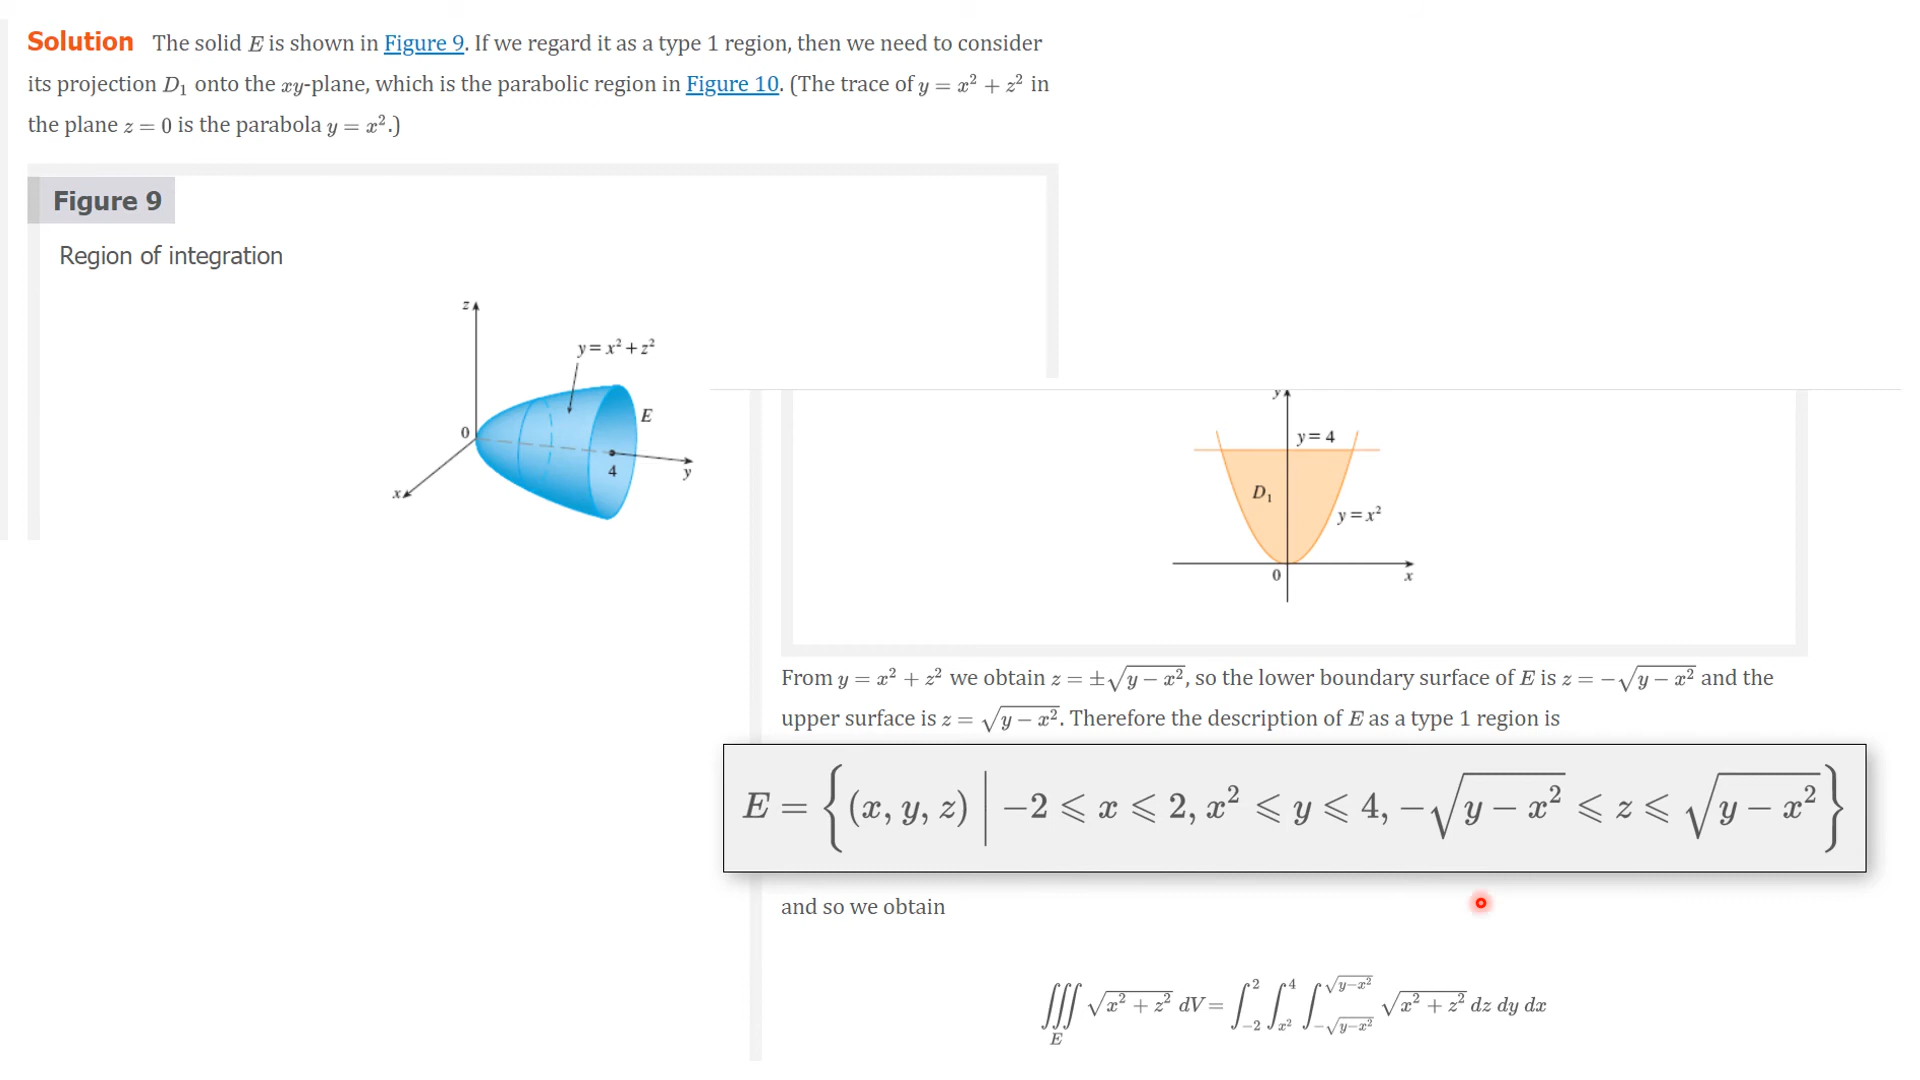 Solution The solid E is shown in Figure 9. If we regard it as a type 1 region, then we need to consider
its projection D₁ onto the xy-plane, which is the parabolic region in Figure 10. (The trace of y = x² + z² in
the plane z = 0 is the parabola y = x².)
Figure 9
Region of integration
z
y = x² + z²
E
0
4
y
x
y
y = 4
D₁
y = x²
0
x
From y = x² + z² we obtain z = ±√(y − x²), so the lower boundary surface of E is z = −√(y − x²) and the
upper surface is z = √(y − x²). Therefore the description of E as a type 1 region is
E = {(x, y, z) | −2 ⩽ x ⩽ 2, x² ⩽ y ⩽ 4, −√(y − x²) ⩽ z ⩽ √(y − x²)}
and so we obtain
∭_E √(x² + z²) dV = ∫_{−2}^{2} ∫_{x²}^{4} ∫_{−√(y−x²)}^{√(y−x²)} √(x² + z²) dz dy dx